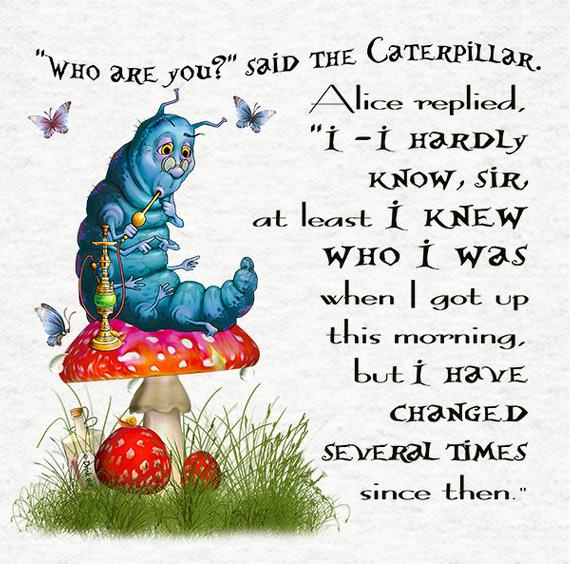 "Who are you?" said the Caterpillar.
Alice replied,
"I - I hardly
know, sir,
at least I knew
who I was
when I got up
this morning,
but I have
changed
several times
since then."